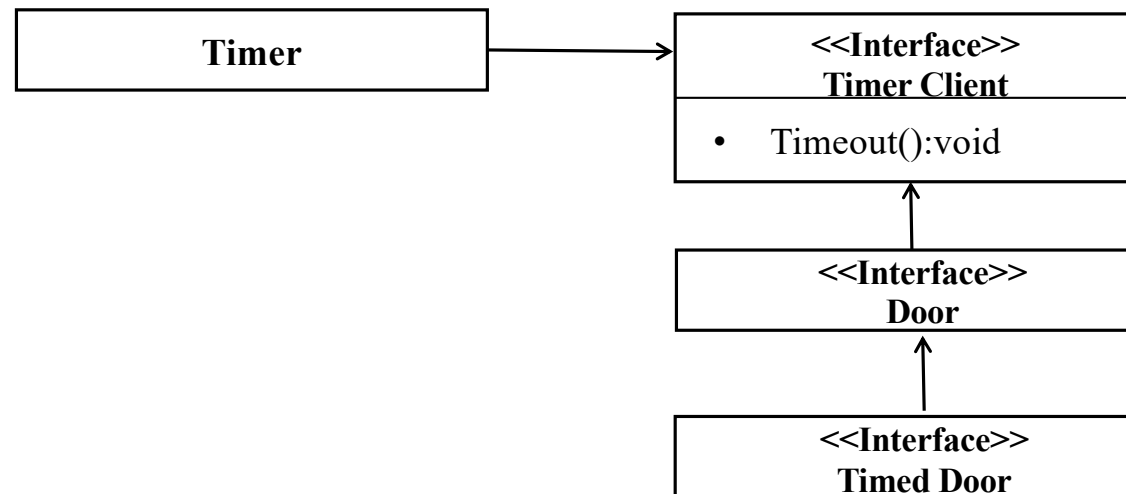 Timer
<<Interface>>
Timer Client
• Timeout():void
<<Interface>>
Door
<<Interface>>
Timed Door